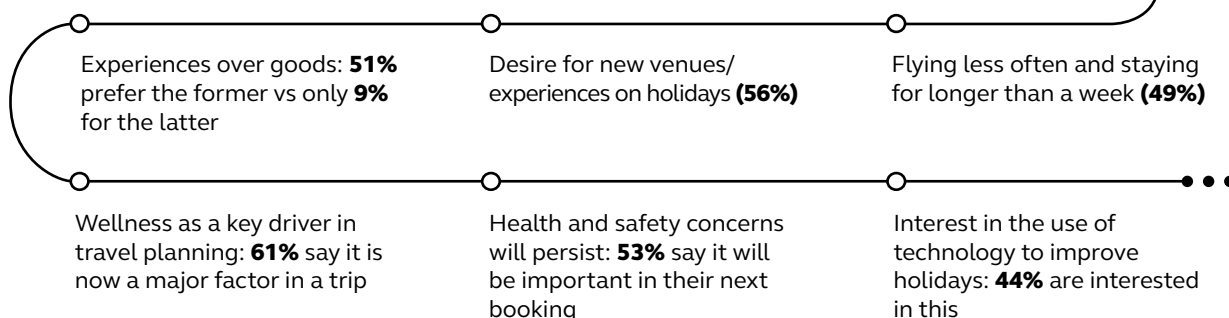 Experiences over goods: 51%
prefer the former vs only 9%
for the latter
Desire for new venues/
experiences on holidays (56%)
Flying less often and staying
for longer than a week (49%)
Wellness as a key driver in
travel planning: 61% say it is
now a major factor in a trip
Health and safety concerns
will persist: 53% say it will
be important in their next
booking
Interest in the use of
technology to improve
holidays: 44% are interested
in this